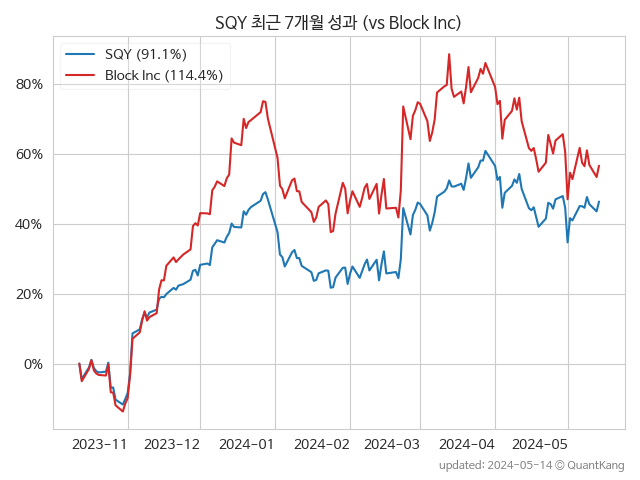 SQY 최근 7개월 성과 (vs Block Inc)
SQY (91.1%)
Block Inc (114.4%)
80%
60%
40%
20%
0%
2023-11 2023-12 2024-01 2024-02 2024-03 2024-04 2024-05
updated: 2024-05-14 © QuantKang